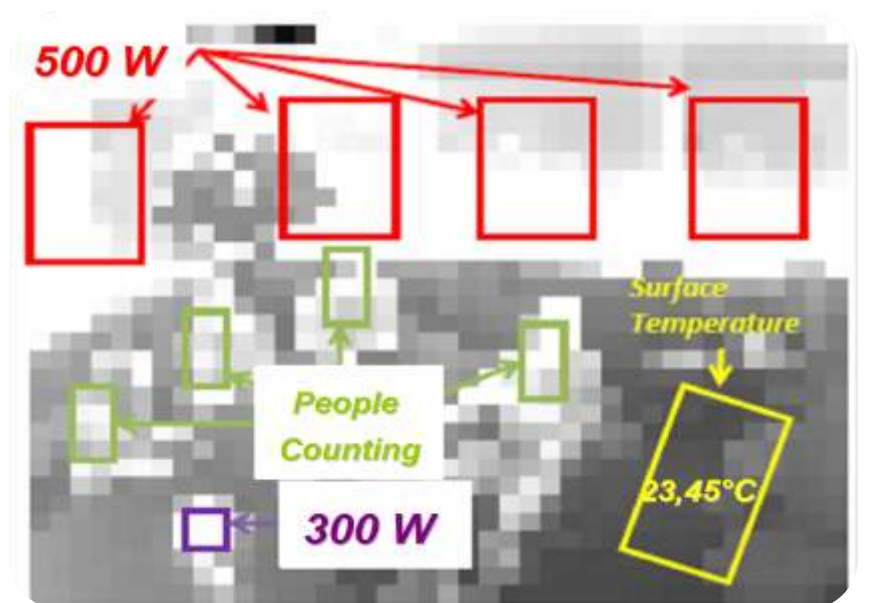 500 W
Surface
Temperature
People
Counting
23,45°C
300 W